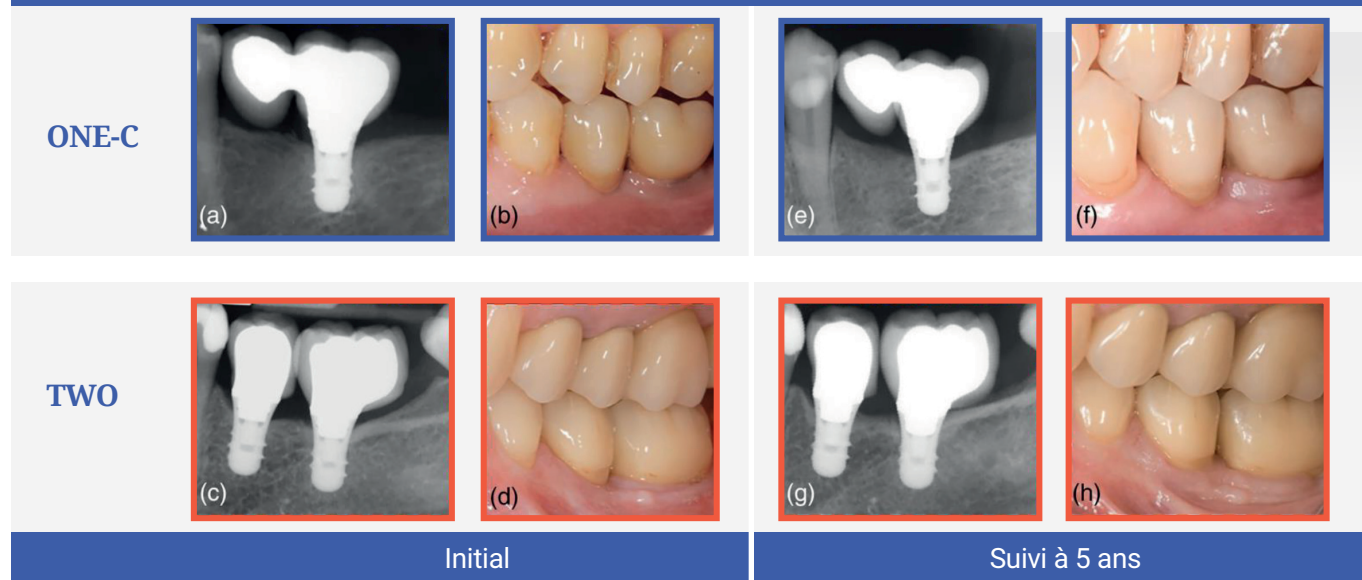 ONE-C
(a)
(b)
(e)
(f)
TWO
(c)
(d)
(g)
(h)
Initial
Suivi à 5 ans